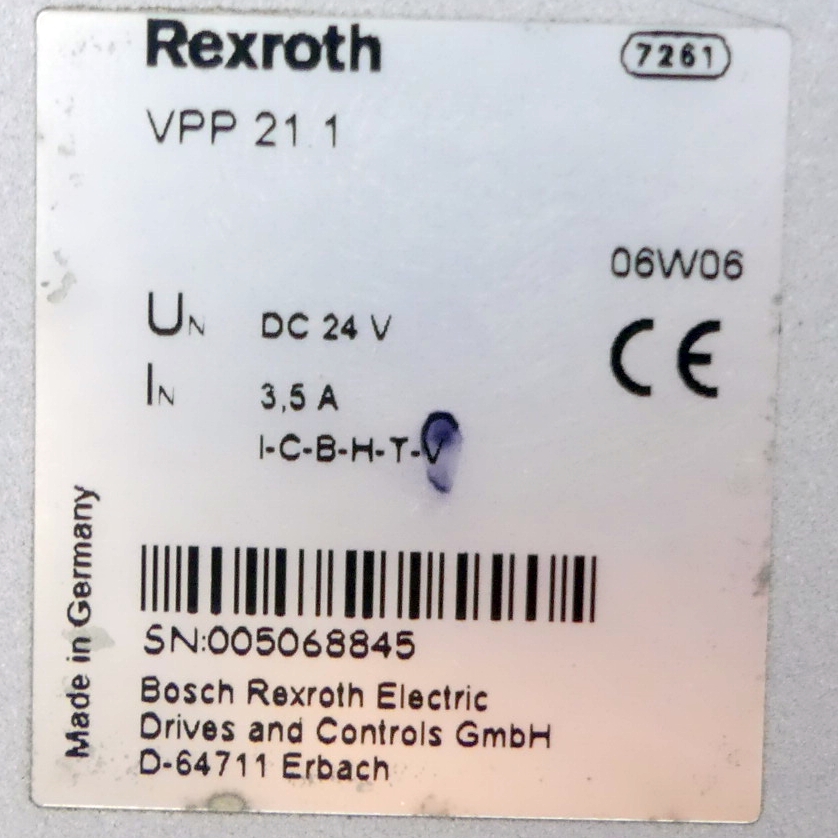 Rexroth
7261
VPP 21.1
06W06
UN DC 24 V
IN 3,5 A
I-C-B-H-T-V
Made in Germany
SN:005068845
Bosch Rexroth Electric
Drives and Controls GmbH
D-64711 Erbach
CE